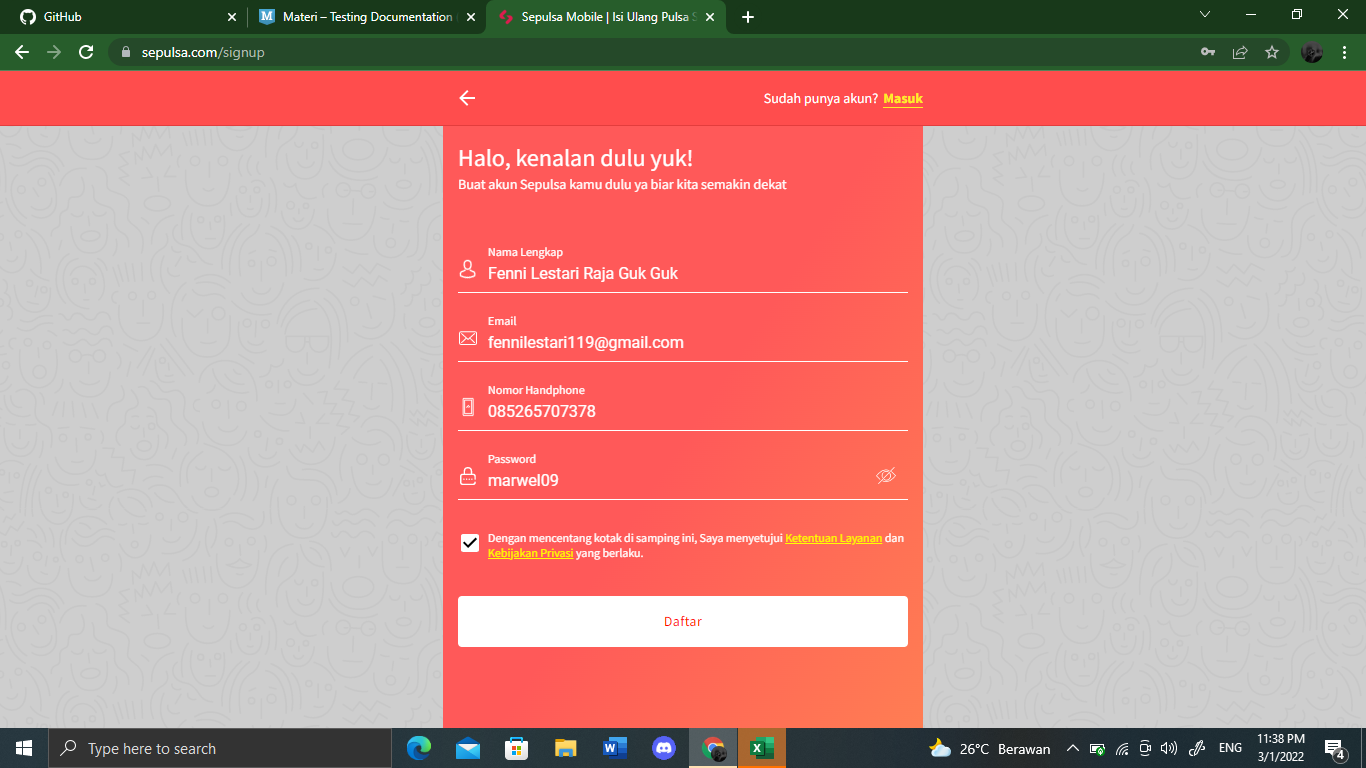 GitHub
Materi – Testing Documentation
Sepulsa Mobile | Isi Ulang Pulsa S
sepulsa.com/signup
Sudah punya akun? Masuk
Halo, kenalan dulu yuk!
Buat akun Sepulsa kamu dulu ya biar kita semakin dekat
Nama Lengkap
Fenni Lestari Raja Guk Guk
Email
fennilestari119@gmail.com
Nomor Handphone
085265707378
Password
marwel09
Dengan mencentang kotak di samping ini, Saya menyetujui Ketentuan Layanan dan
Kebijakan Privasi yang berlaku.
Daftar
Type here to search
26°C Berawan
ENG
11:38 PM
3/1/2022
4